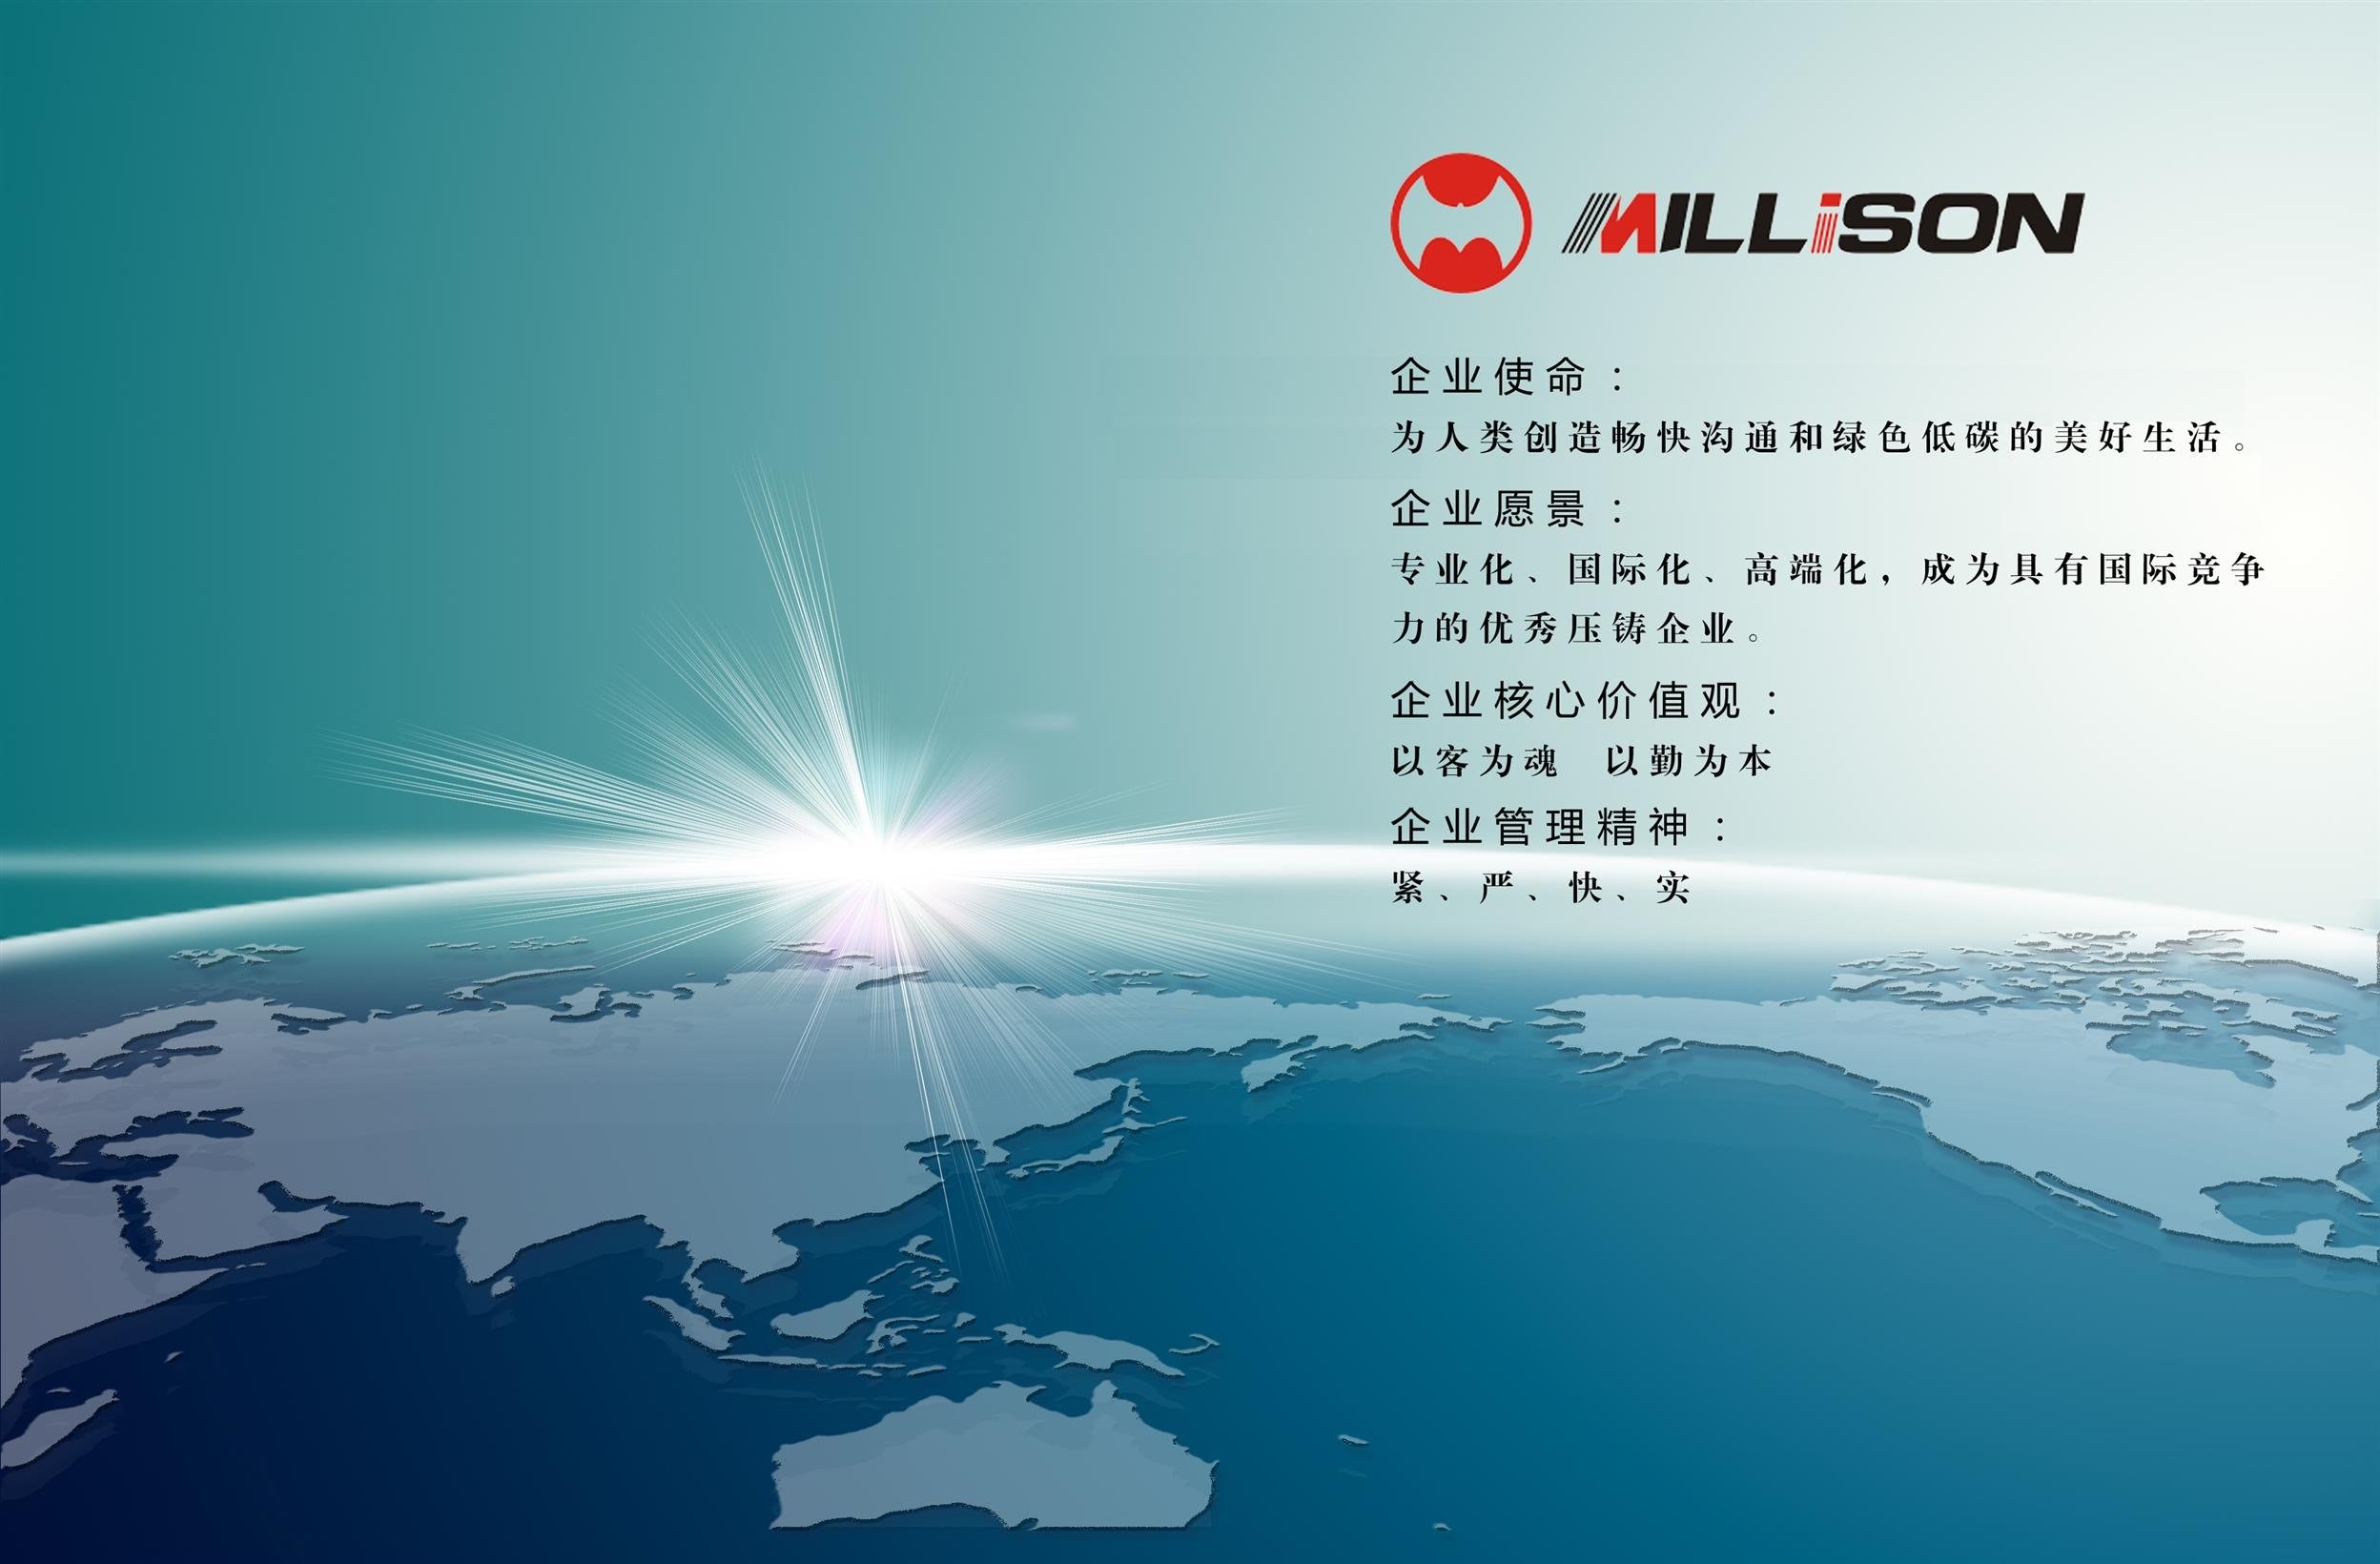 MILLiSON
企业使命：
为人类创造畅快沟通和绿色低碳的美好生活。
企业愿景：
专业化、国际化、高端化，成为具有国际竞争
力的优秀压铸企业。
企业核心价值观：
以客为魂 以勤为本
企业管理精神：
紧、严、快、实